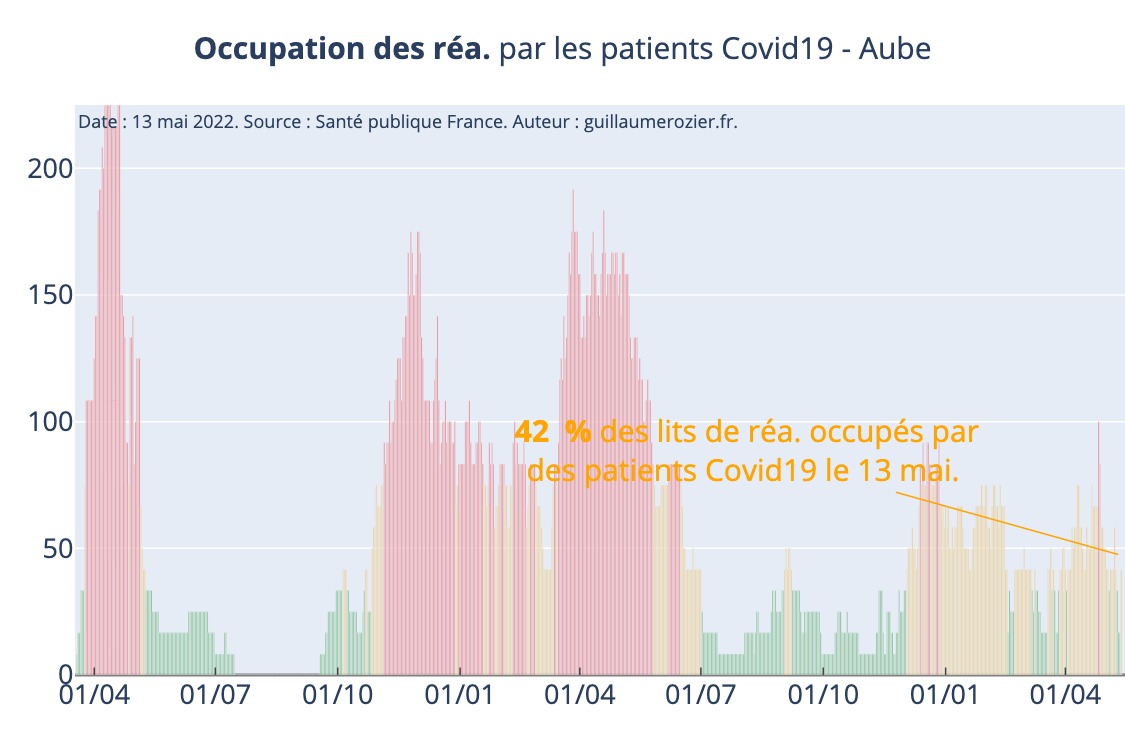 Occupation des réa. par les patients Covid19 - Aube
Date : 13 mai 2022. Source : Santé publique France. Auteur : guillaumerozier.fr.
200
150
100
42 % des lits de réa. occupés par
des patients Covid19 le 13 mai.
50
0
01/04 01/07 01/10 01/01 01/04 01/07 01/10 01/01 01/04